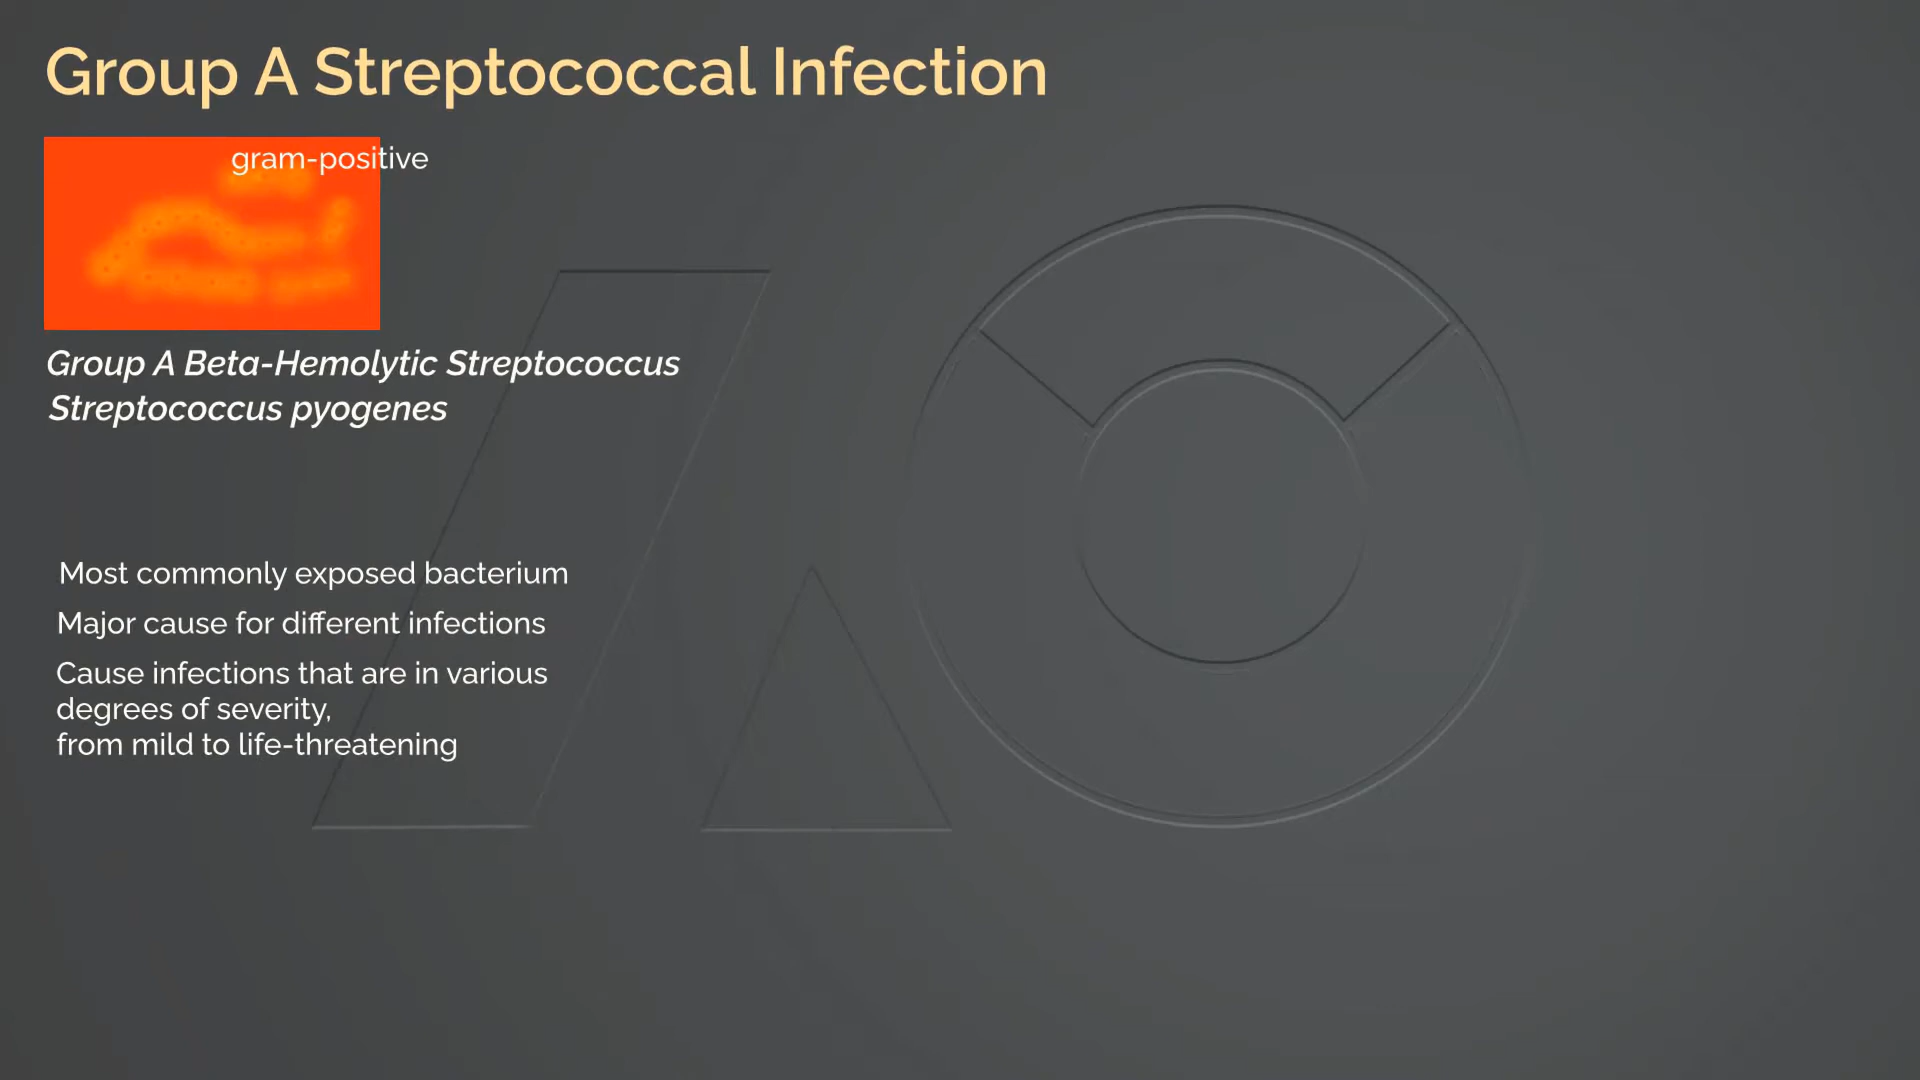 Group A Streptococcal Infection
gram-positive
Group A Beta-Hemolytic Streptococcus
Streptococcus pyogenes
Most commonly exposed bacterium
Major cause for different infections
Cause infections that are in various
degrees of severity,
from mild to life-threatening